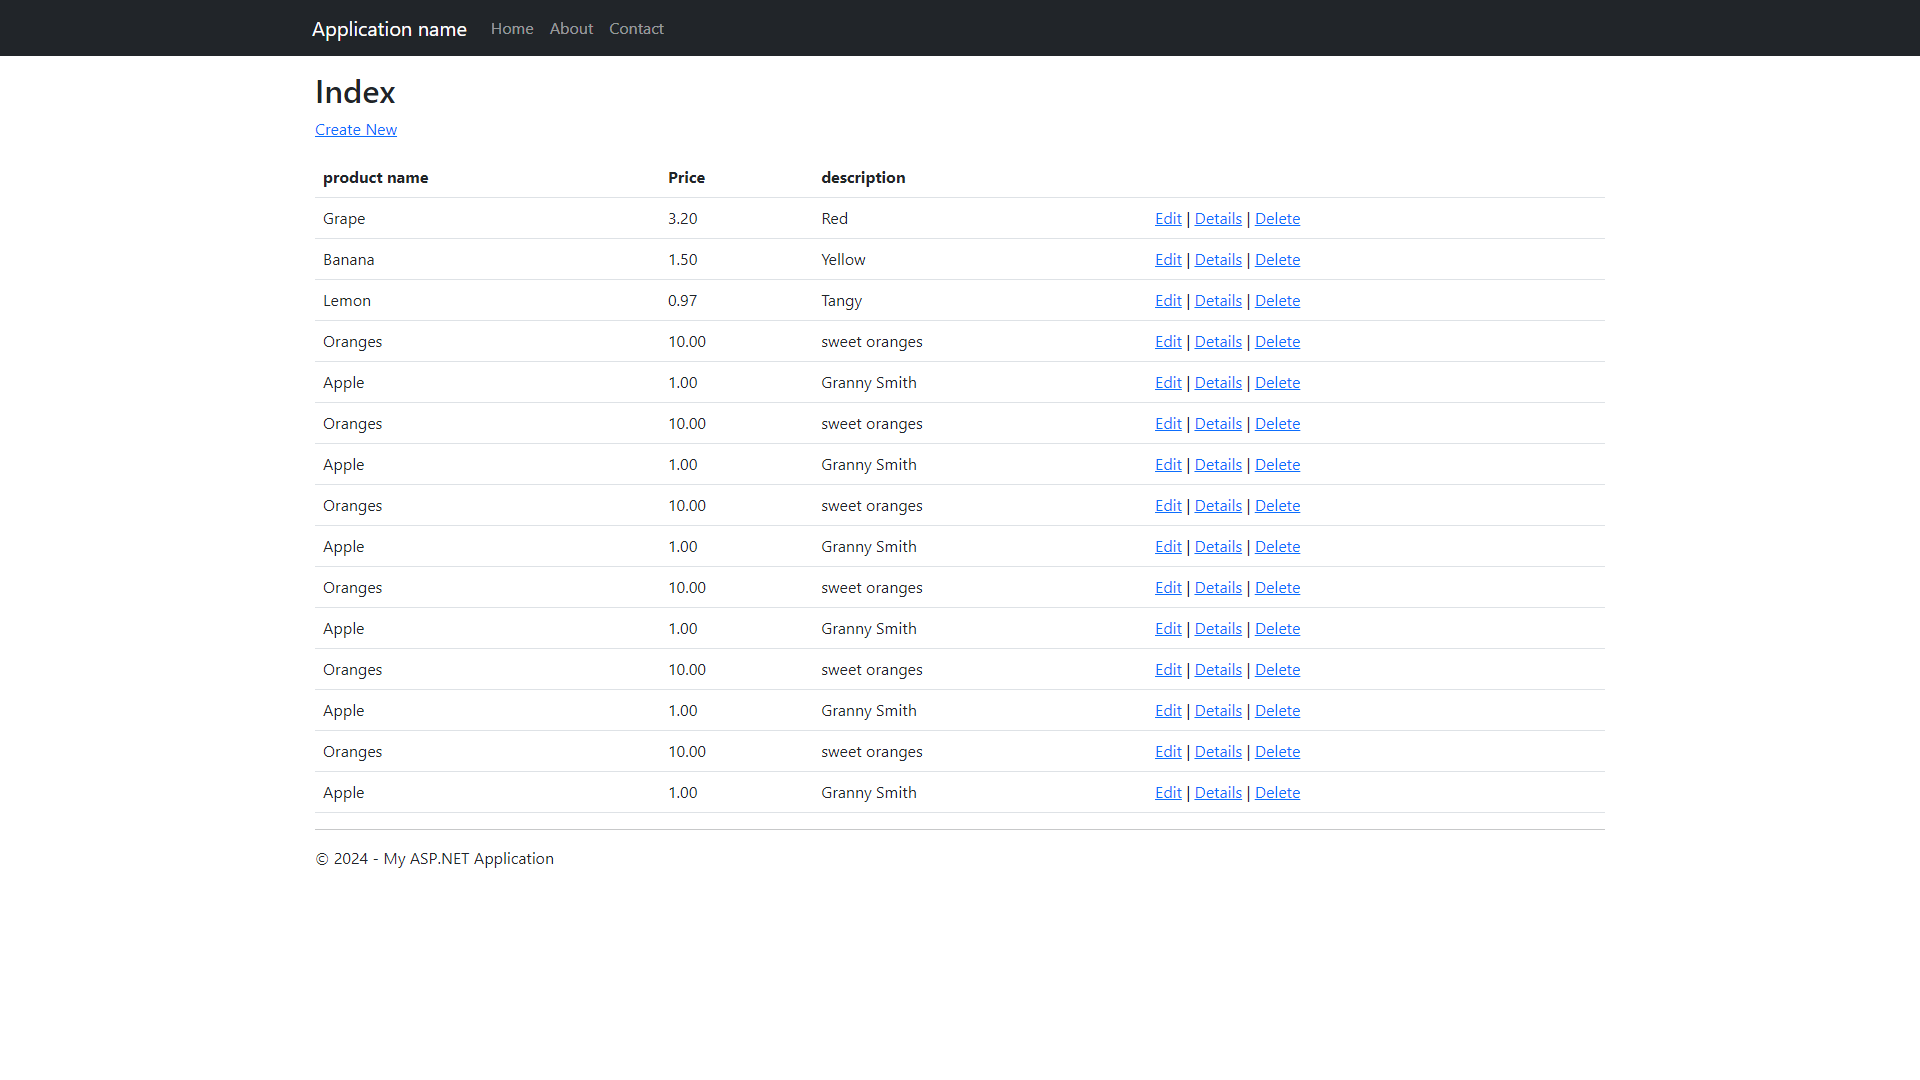 Application name Home About Contact
Index
Create New
product name Price description
Grape 3.20 Red Edit | Details | Delete
Banana 1.50 Yellow Edit | Details | Delete
Lemon 0.97 Tangy Edit | Details | Delete
Oranges 10.00 sweet oranges Edit | Details | Delete
Apple 1.00 Granny Smith Edit | Details | Delete
Oranges 10.00 sweet oranges Edit | Details | Delete
Apple 1.00 Granny Smith Edit | Details | Delete
Oranges 10.00 sweet oranges Edit | Details | Delete
Apple 1.00 Granny Smith Edit | Details | Delete
Oranges 10.00 sweet oranges Edit | Details | Delete
Apple 1.00 Granny Smith Edit | Details | Delete
Oranges 10.00 sweet oranges Edit | Details | Delete
Apple 1.00 Granny Smith Edit | Details | Delete
Oranges 10.00 sweet oranges Edit | Details | Delete
Apple 1.00 Granny Smith Edit | Details | Delete
© 2024 - My ASP.NET Application